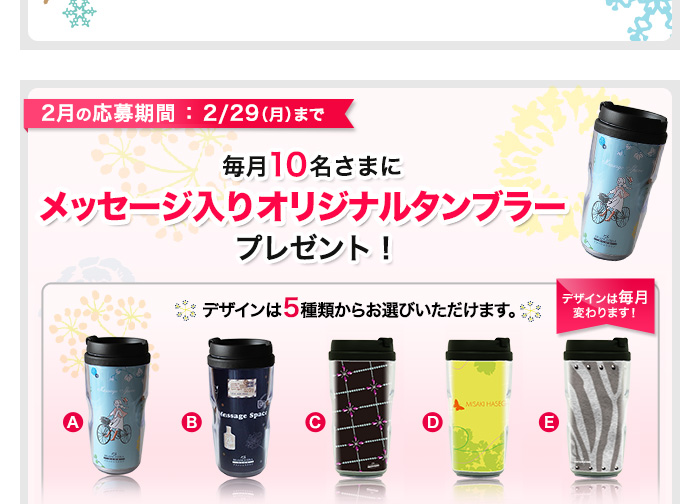 2月の応募期間 : 2/29(月)まで
毎月10名さまに
メッセージ入りオリジナルタンブラー
プレゼント！
デザインは5種類からお選びいただけます。
デザインは毎月
変わります！
A
B
C
D
E
Message Space
MISAKI HASEG